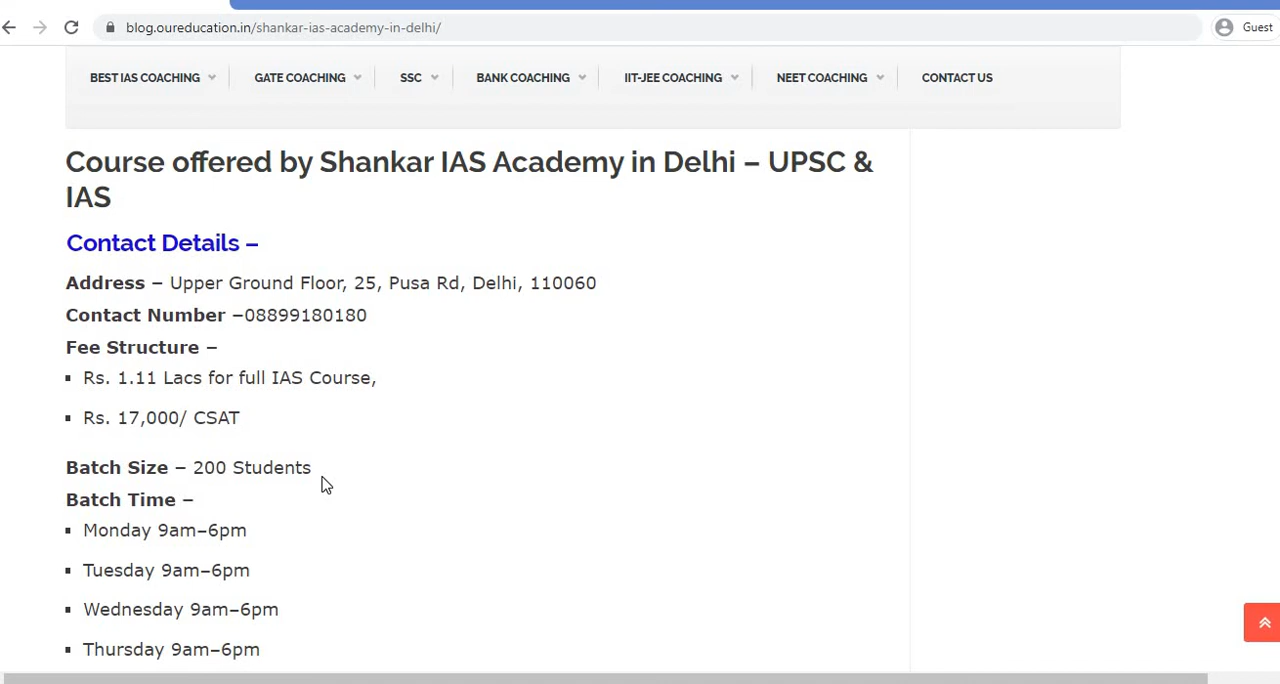 blog.oureducation.in/shankar-ias-academy-in-delhi/
Guest
BEST IAS COACHING GATE COACHING SSC BANK COACHING IIT-JEE COACHING NEET COACHING CONTACT US
Course offered by Shankar IAS Academy in Delhi – UPSC &
IAS
Contact Details –
Address – Upper Ground Floor, 25, Pusa Rd, Delhi, 110060
Contact Number –08899180180
Fee Structure –
▪ Rs. 1.11 Lacs for full IAS Course,
▪ Rs. 17,000/ CSAT
Batch Size – 200 Students
Batch Time –
▪ Monday 9am–6pm
▪ Tuesday 9am–6pm
▪ Wednesday 9am–6pm
▪ Thursday 9am–6pm